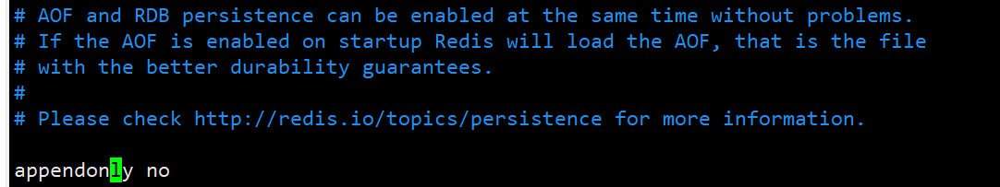 # AOF and RDB persistence can be enabled at the same time without problems.
# If the AOF is enabled on startup Redis will load the AOF, that is the file
# with the better durability guarantees.
#
# Please check http://redis.io/topics/persistence for more information.
appendonly no